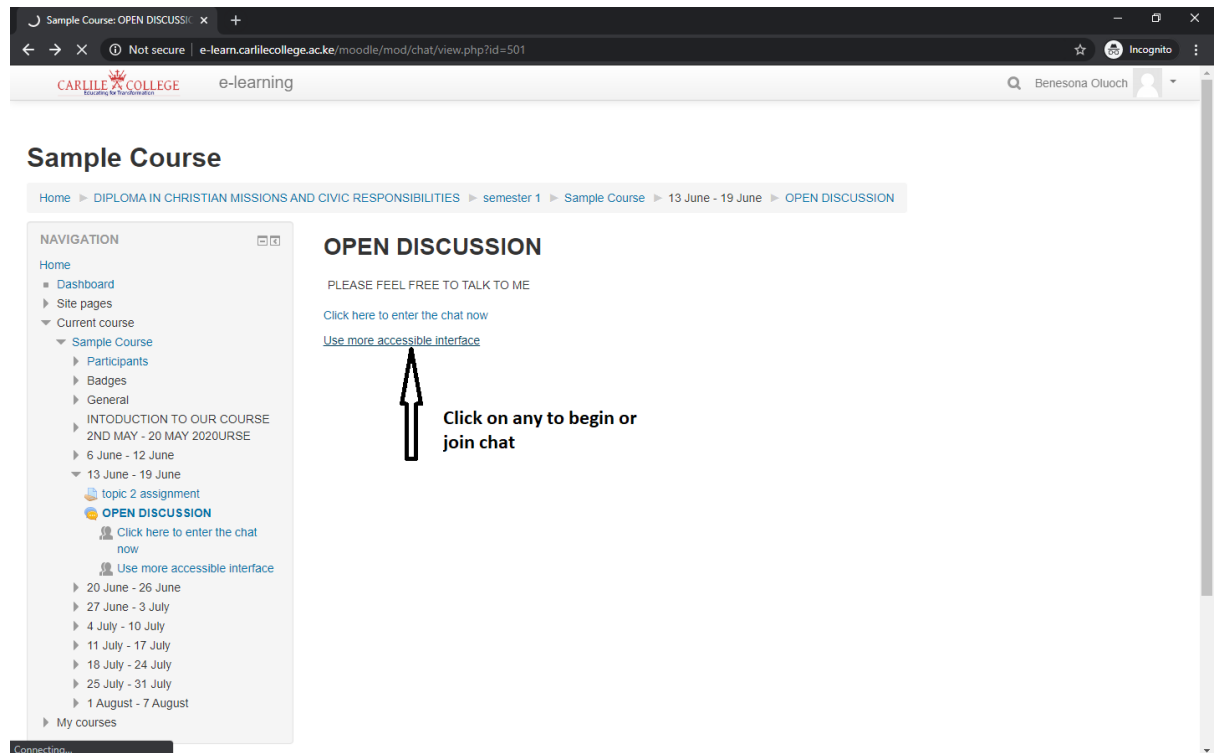 Sample Course: OPEN DISCUSSIC
Not secure e-learn.carlilecollege.ac.ke/moodle/mod/chat/view.php?id=501 Incognito
CARLILE COLLEGE e-learning Benesona Oluoch
Educating for Transformation
Sample Course
Home DIPLOMA IN CHRISTIAN MISSIONS AND CIVIC RESPONSIBILITIES semester 1 Sample Course 13 June - 19 June OPEN DISCUSSION
NAVIGATION
Home
Dashboard
Site pages
Current course
Sample Course
Participants
Badges
General
INTODUCTION TO OUR COURSE
2ND MAY - 20 MAY 2020URSE
6 June - 12 June
13 June - 19 June
topic 2 assignment
OPEN DISCUSSION
Click here to enter the chat
now
Use more accessible interface
20 June - 26 June
27 June - 3 July
4 July - 10 July
11 July - 17 July
18 July - 24 July
25 July - 31 July
1 August - 7 August
My courses
OPEN DISCUSSION
PLEASE FEEL FREE TO TALK TO ME
Click here to enter the chat now
Use more accessible interface
Click on any to begin or
join chat
Connecting...